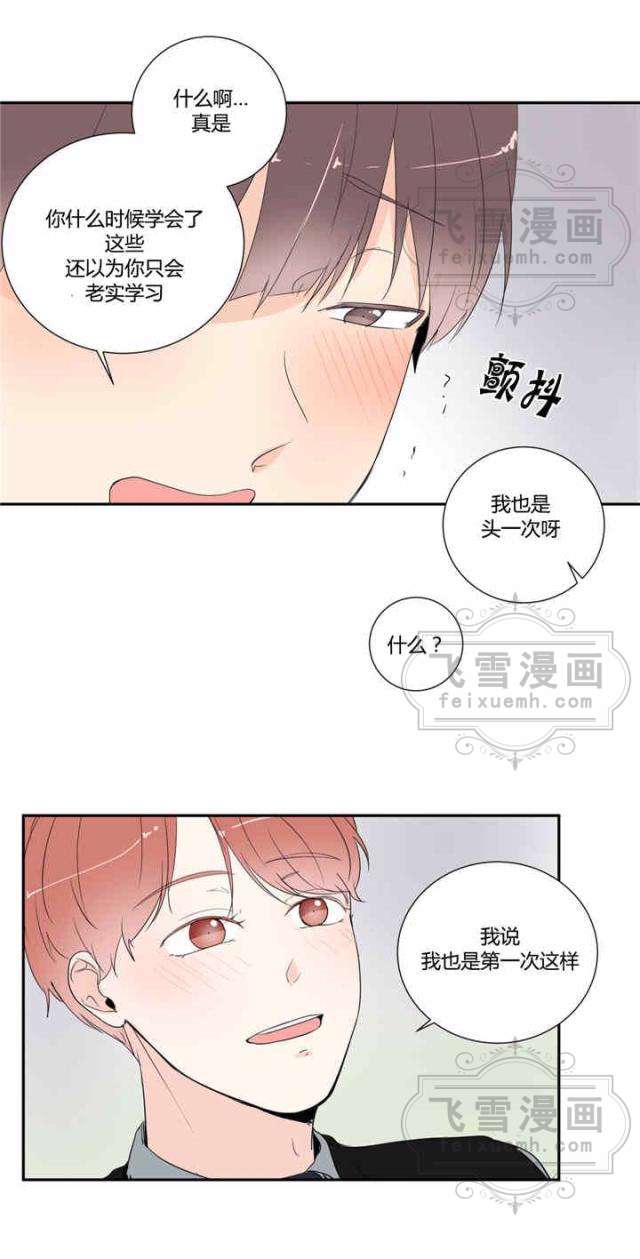 什么啊...
真是
你什么时候学会了
这些
还以为你只会
老实学习
飞雪漫画
feixuemh.com
颤抖
我也是
头一次呀
什么？
飞雪漫画
feixuemh.com
我说
我也是第一次这样
飞雪漫画
feixuemh.com